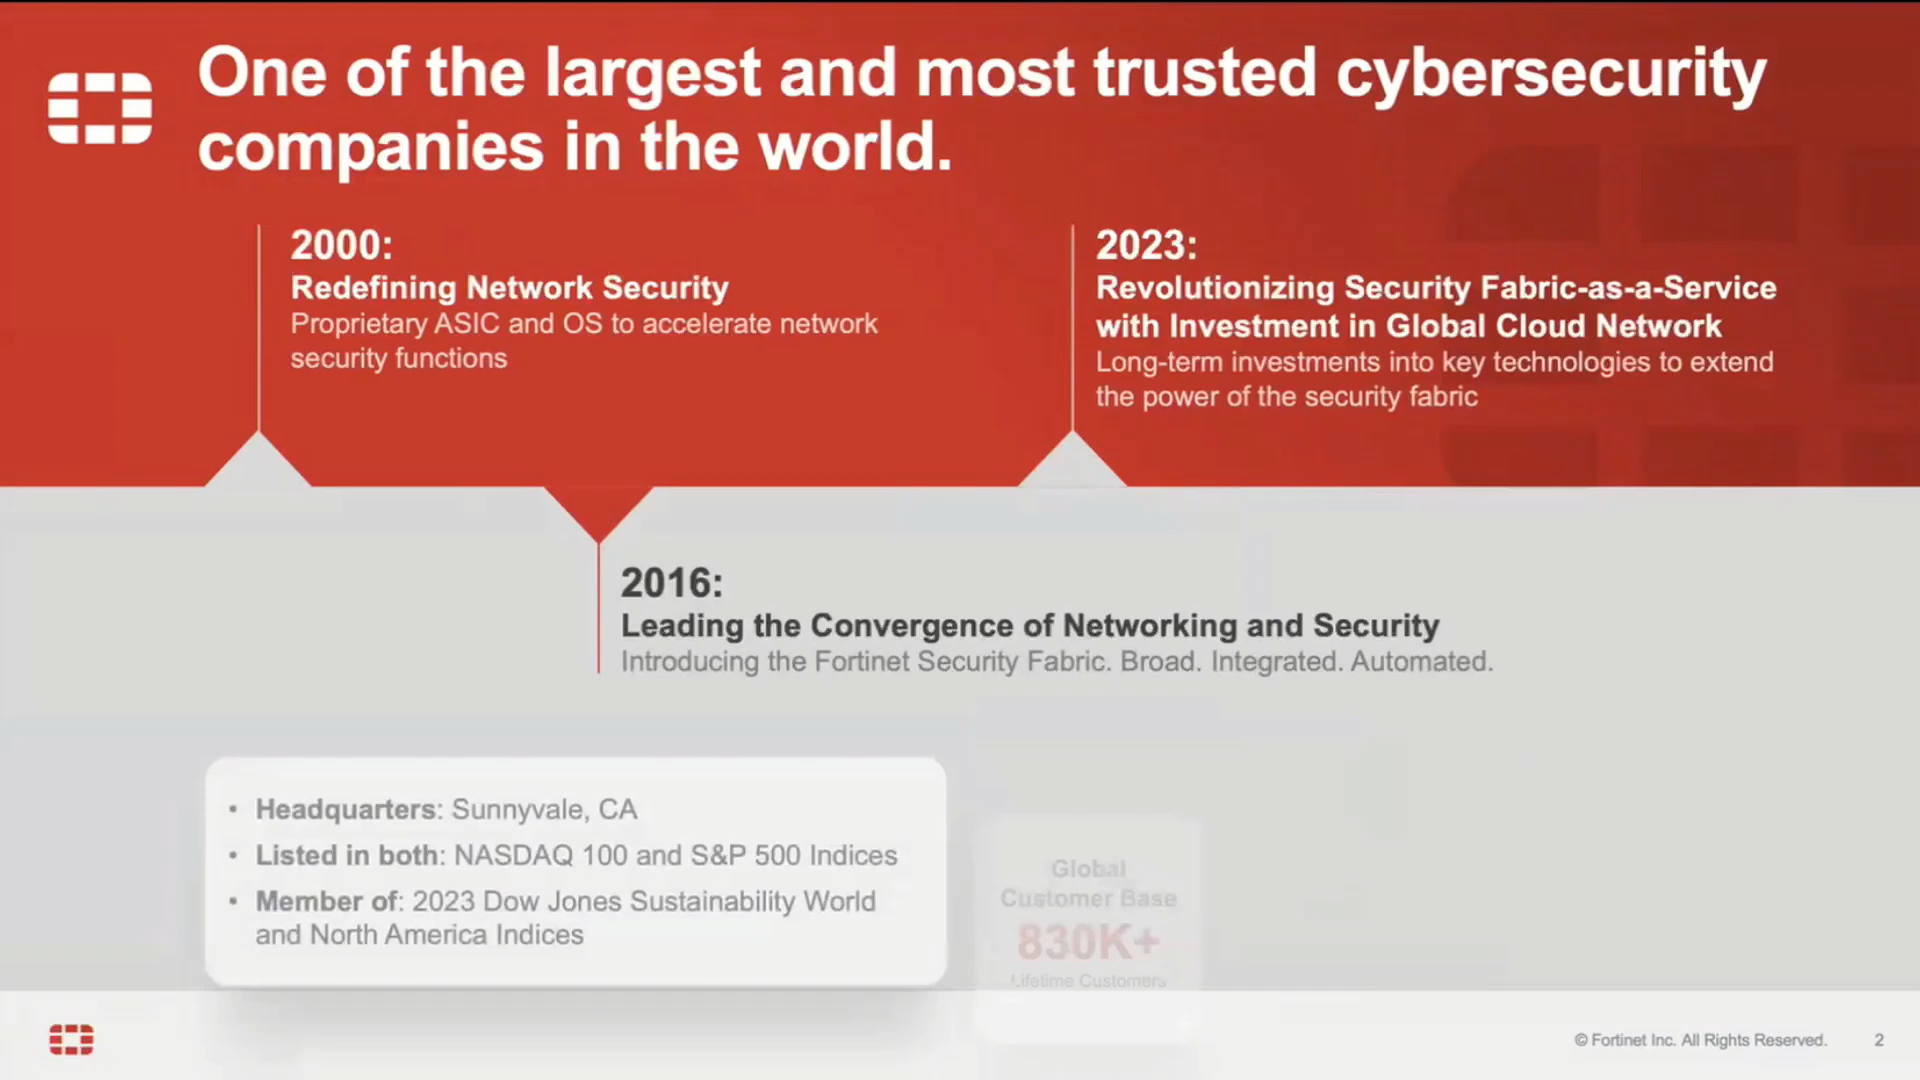 One of the largest and most trusted cybersecurity
companies in the world.
2000:
Redefining Network Security
Proprietary ASIC and OS to accelerate network
security functions
2023:
Revolutionizing Security Fabric-as-a-Service
with Investment in Global Cloud Network
Long-term investments into key technologies to extend
the power of the security fabric
2016:
Leading the Convergence of Networking and Security
Introducing the Fortinet Security Fabric. Broad. Integrated. Automated.
• Headquarters: Sunnyvale, CA
• Listed in both: NASDAQ 100 and S&P 500 Indices
• Member of: 2023 Dow Jones Sustainability World
and North America Indices
Global
Customer Base
830K+
Lifetime Customers
© Fortinet Inc. All Rights Reserved.
2